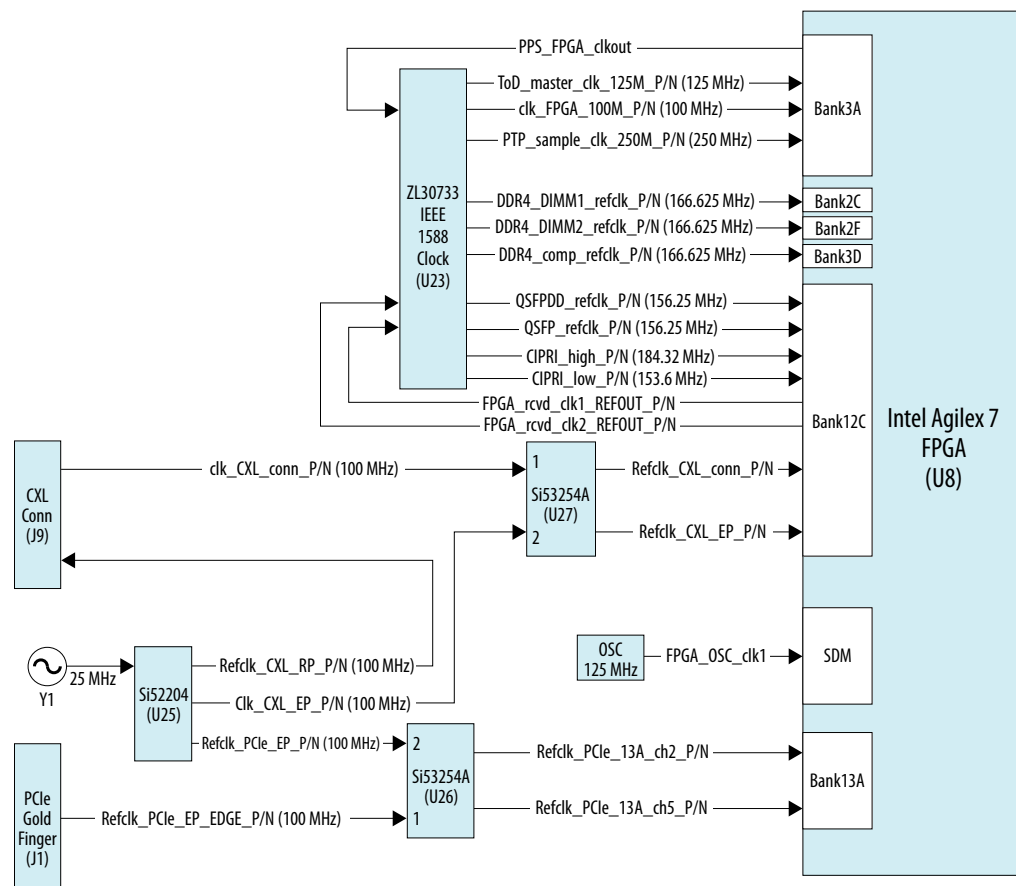 PPS_FPGA_clkout
ToD_master_clk_125M_P/N (125 MHz)
clk_FPGA_100M_P/N (100 MHz)
PTP_sample_clk_250M_P/N (250 MHz)
Bank3A
ZL30733
IEEE
1588
Clock
(U23)
DDR4_DIMM1_refclk_P/N (166.625 MHz)
Bank2C
DDR4_DIMM2_refclk_P/N (166.625 MHz)
Bank2F
DDR4_comp_refclk_P/N (166.625 MHz)
Bank3D
QSFPDD_refclk_P/N (156.25 MHz)
QSFP_refclk_P/N (156.25 MHz)
CIPRI_high_P/N (184.32 MHz)
CIPRI_low_P/N (153.6 MHz)
FPGA_rcvd_clk1_REFOUT_P/N
FPGA_rcvd_clk2_REFOUT_P/N
Bank12C
Intel Agilex 7
FPGA
(U8)
CXL
Conn
(J9)
clk_CXL_conn_P/N (100 MHz)
1
Si53254A
(U27)
2
Refclk_CXL_conn_P/N
Refclk_CXL_EP_P/N
OSC
125 MHz
FPGA_OSC_clk1
SDM
Y1
25 MHz
Si52204
(U25)
Refclk_CXL_RP_P/N (100 MHz)
Clk_CXL_EP_P/N (100 MHz)
Refclk_PCIe_EP_P/N (100 MHz)
2
Si53254A
(U26)
1
Refclk_PCIe_13A_ch2_P/N
Refclk_PCIe_13A_ch5_P/N
Bank13A
PCIe
Gold
Finger
(J1)
Refclk_PCIe_EP_EDGE_P/N (100 MHz)